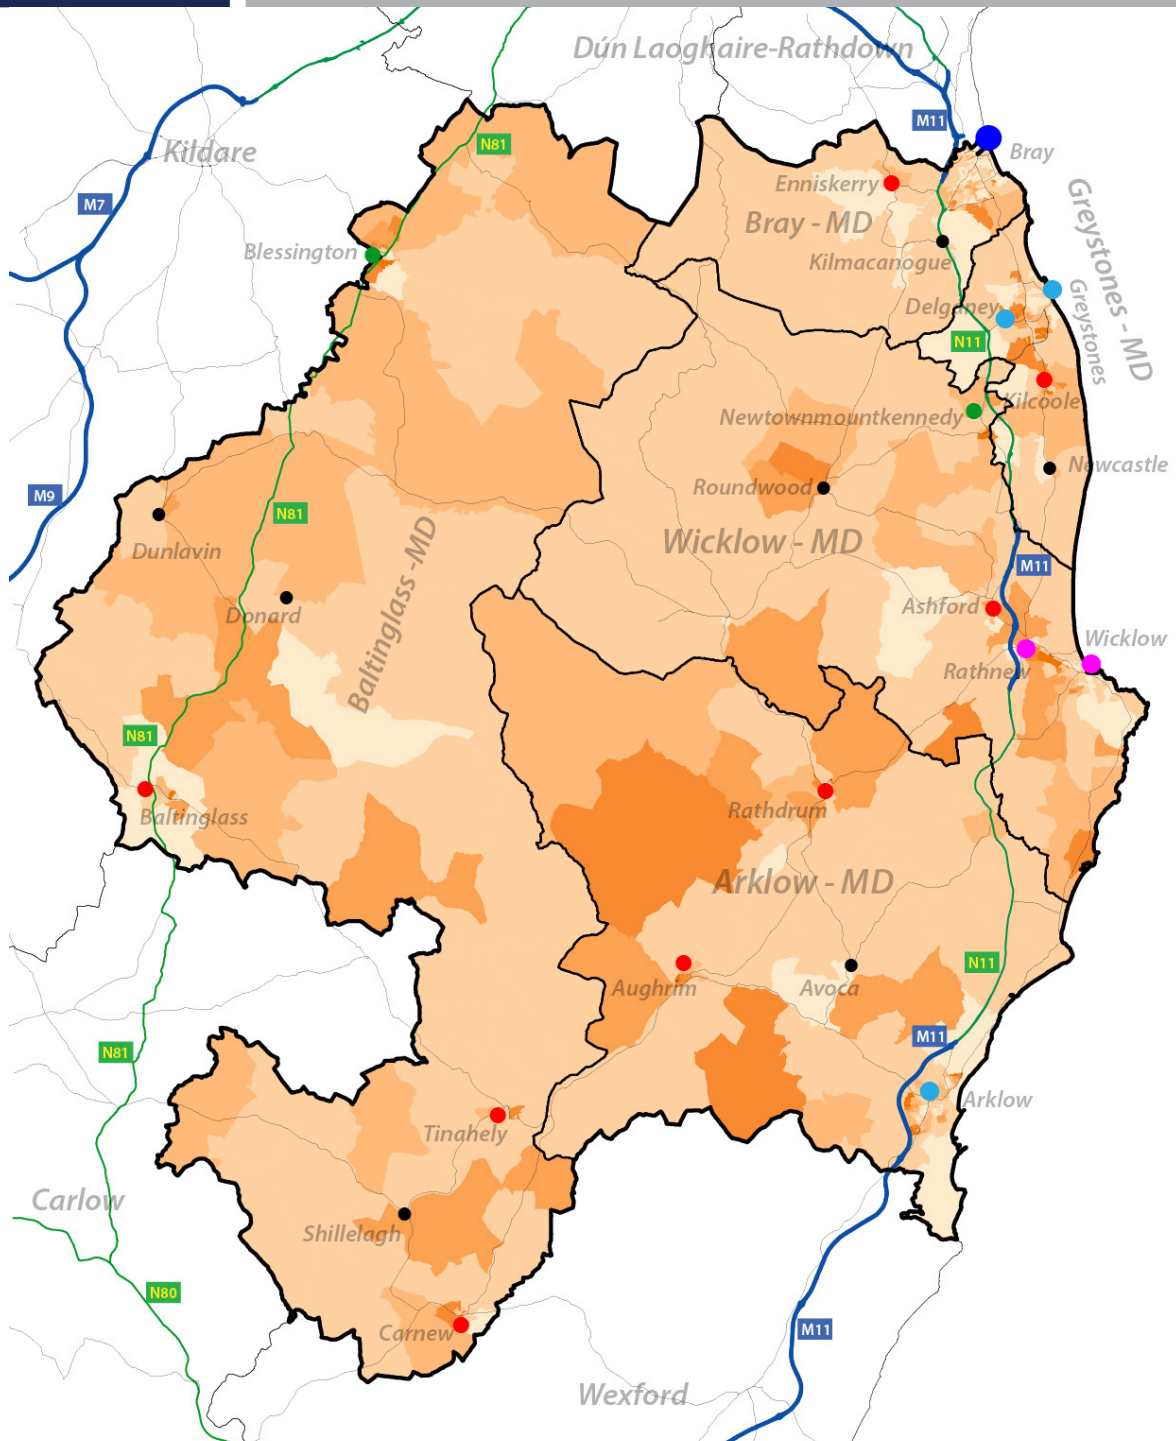 Dún Laoghaire-Rathdown
M11
N81
Bray
Kildare
Enniskerry
M7
Bray - MD
Greystones - MD
Blessington
Kilmacanogue
Greystones
Delganey
N11
Kilcoole
Newtownmountkennedy
Newcastle
Roundwood
M9
N81
Wicklow - MD
Dunlavin
Baltinglass -MD
M11
Ashford
Donard
Wicklow
Rathnew
N81
Rathdrum
Baltinglass
Arklow - MD
N11
Aughrim
Avoca
M11
N81
Arklow
Tinahely
Carlow
Shillelagh
N80
M11
Carnew
Wexford